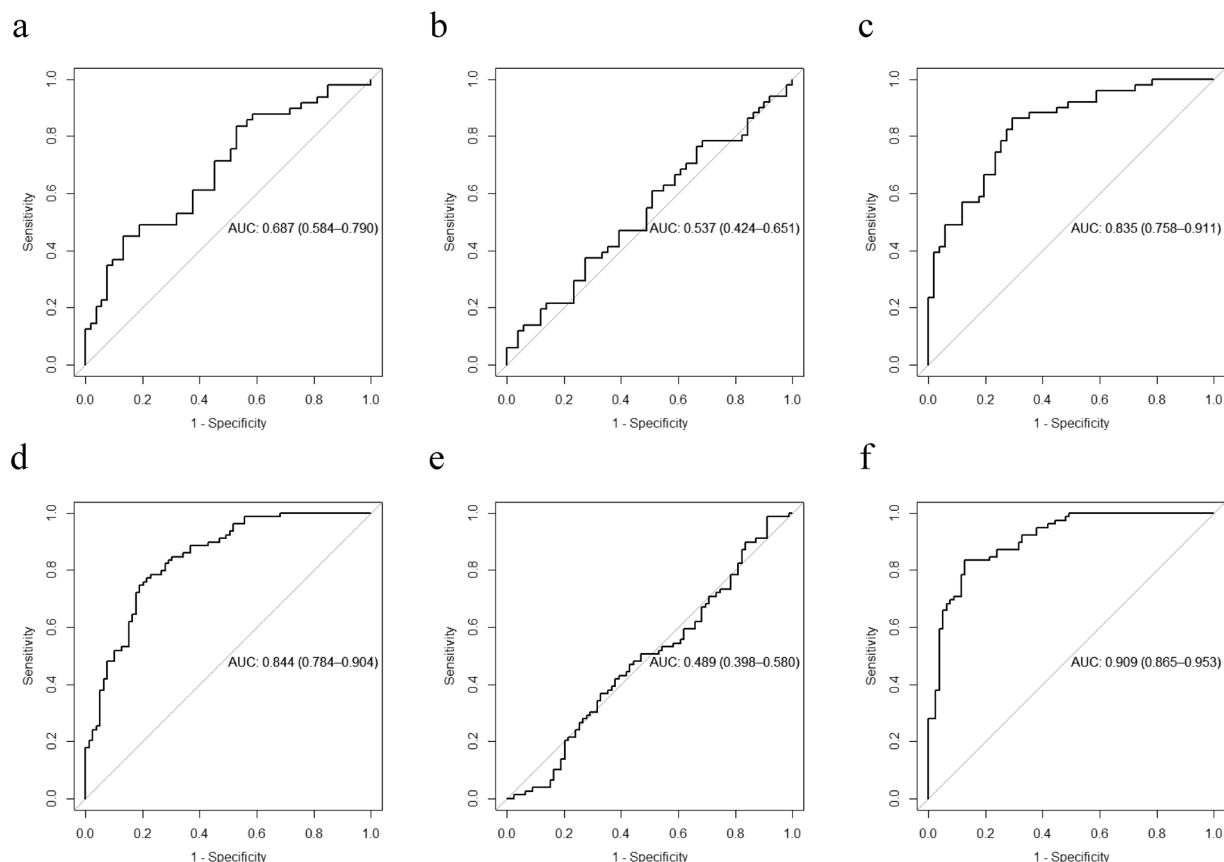 a
b
c
1.0
0.8
0.6
0.4
0.2
0.0
Sensitivity
AUC: 0.687 (0.584–0.790)
0.0 0.2 0.4 0.6 0.8 1.0
1 - Specificity
1.0
0.8
0.6
0.4
0.2
0.0
Sensitivity
AUC: 0.537 (0.424–0.651)
0.0 0.2 0.4 0.6 0.8 1.0
1 - Specificity
1.0
0.8
0.6
0.4
0.2
0.0
Sensitivity
AUC: 0.835 (0.758–0.911)
0.0 0.2 0.4 0.6 0.8 1.0
1 - Specificity
d
e
f
1.0
0.8
0.6
0.4
0.2
0.0
Sensitivity
AUC: 0.844 (0.784–0.904)
0.0 0.2 0.4 0.6 0.8 1.0
1 - Specificity
1.0
0.8
0.6
0.4
0.2
0.0
Sensitivity
AUC: 0.489 (0.398–0.580)
0.0 0.2 0.4 0.6 0.8 1.0
1 - Specificity
1.0
0.8
0.6
0.4
0.2
0.0
Sensitivity
AUC: 0.909 (0.865–0.953)
0.0 0.2 0.4 0.6 0.8 1.0
1 - Specificity